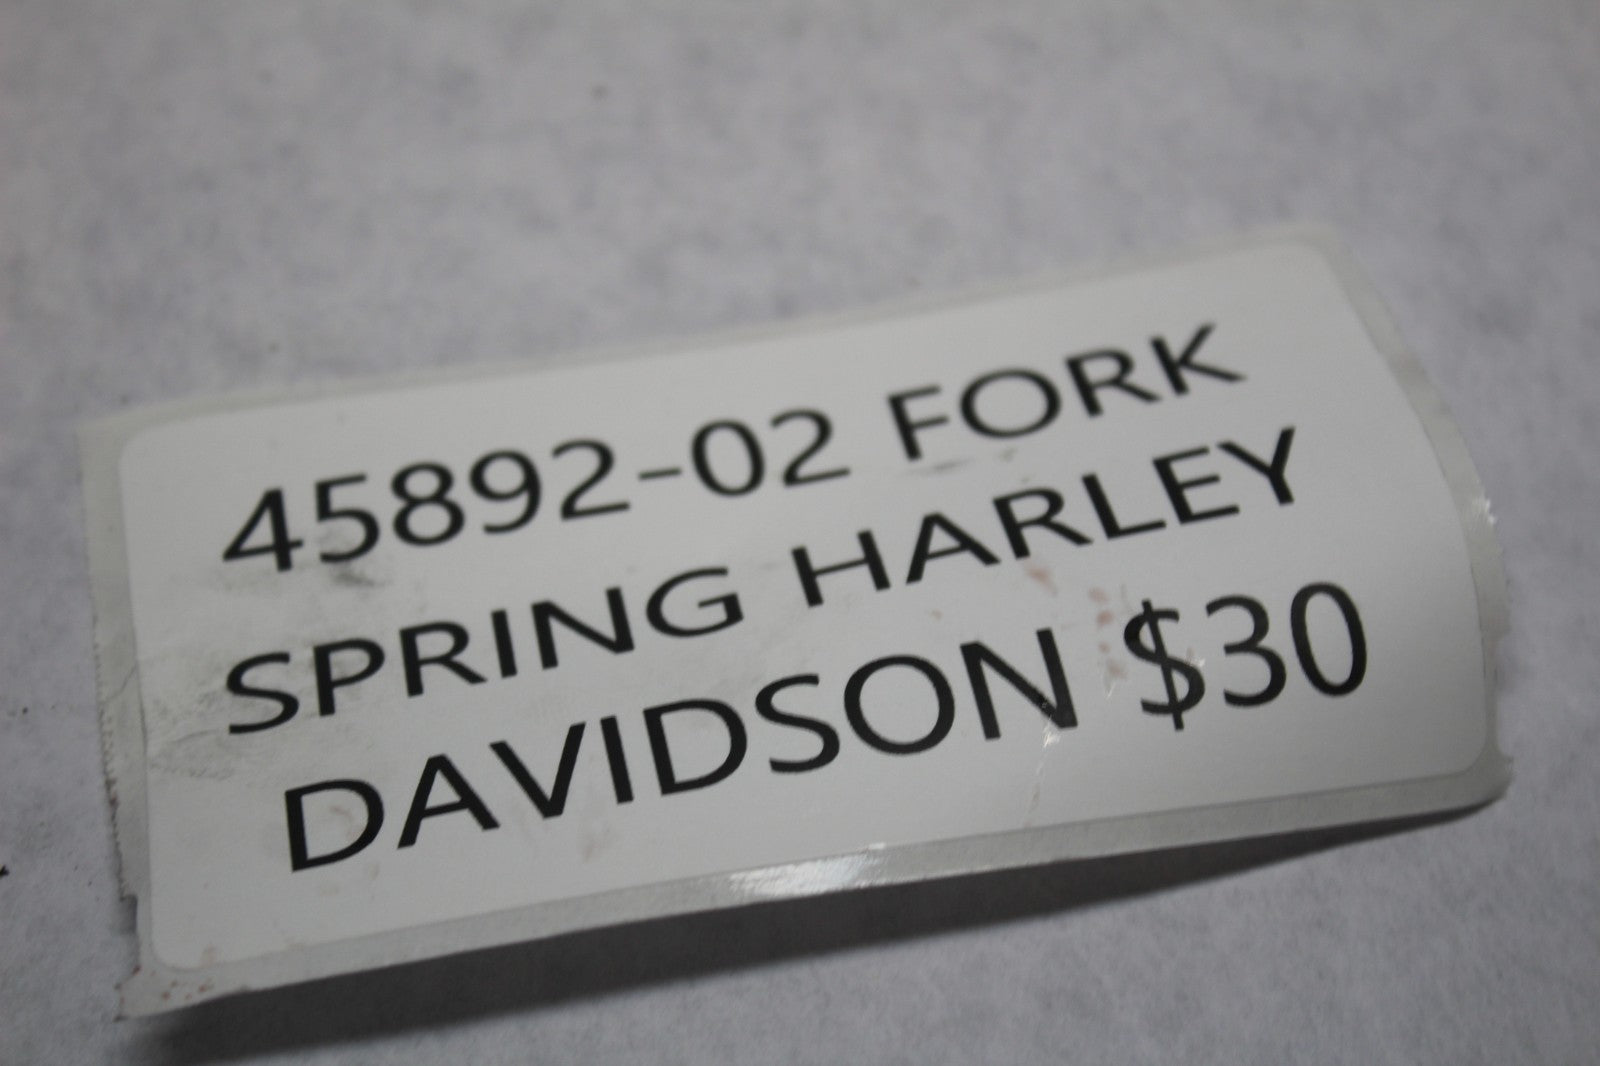 45892-02 FORK
SPRING HARLEY
DAVIDSON $30